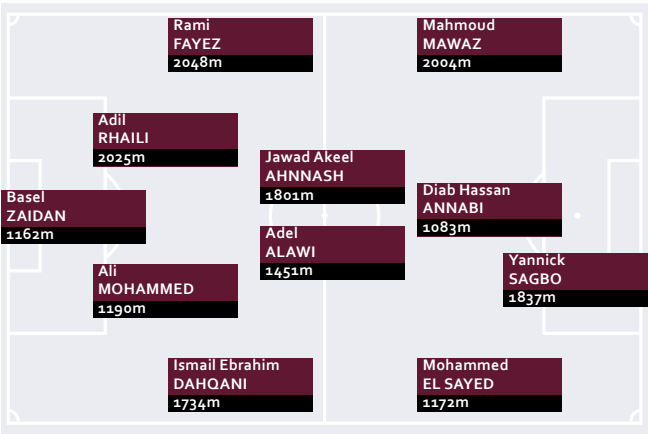 Rami
FAYEZ
2048m
Mahmoud
MAWAZ
2004m
Adil
RHAILI
2025m
Jawad Akeel
AHNNASH
1801m
Basel
ZAIDAN
1162m
Diab Hassan
ANNABI
1083m
Adel
ALAWI
1451m
Yannick
SAGBO
1837m
Ali
MOHAMMED
1190m
Ismail Ebrahim
DAHQANI
1734m
Mohammed
EL SAYED
1172m